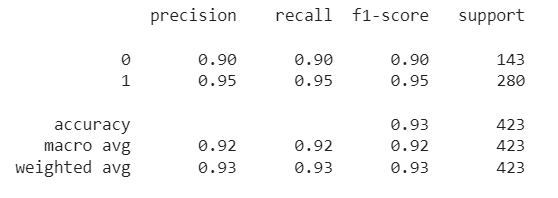 precision recall f1-score support
0 0.90 0.90 0.90 143
1 0.95 0.95 0.95 280
accuracy 0.93 423
macro avg 0.92 0.92 0.92 423
weighted avg 0.93 0.93 0.93 423